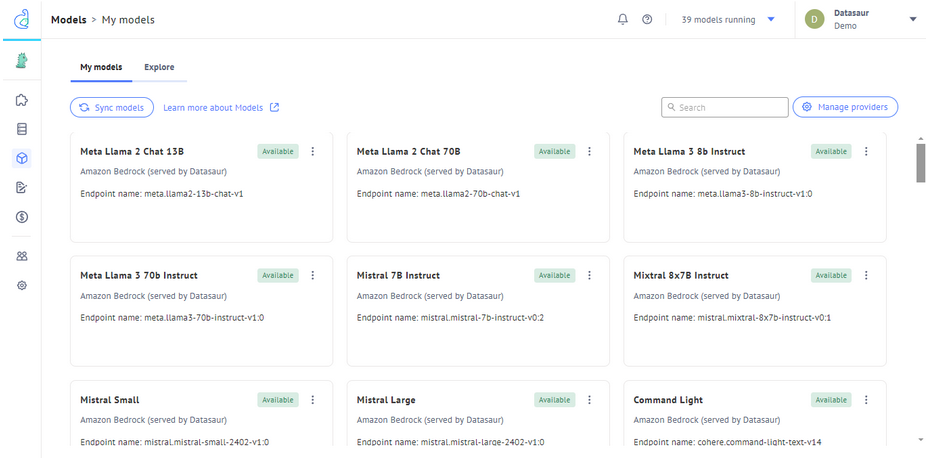 Models > My models
39 models running
D
Datasaur
Demo
My models
Explore
Sync models
Learn more about Models
Search
Manage providers
Meta Llama 2 Chat 13B
Available
Amazon Bedrock (served by Datasaur)
Endpoint name: meta.llama2-13b-chat-v1
Meta Llama 2 Chat 70B
Available
Amazon Bedrock (served by Datasaur)
Endpoint name: meta.llama2-70b-chat-v1
Meta Llama 3 8b Instruct
Available
Amazon Bedrock (served by Datasaur)
Endpoint name: meta.llama3-8b-instruct-v1:0
Meta Llama 3 70b Instruct
Available
Amazon Bedrock (served by Datasaur)
Endpoint name: meta.llama3-70b-instruct-v1:0
Mistral 7B Instruct
Available
Amazon Bedrock (served by Datasaur)
Endpoint name: mistral.mistral-7b-instruct-v0:2
Mixtral 8x7B Instruct
Available
Amazon Bedrock (served by Datasaur)
Endpoint name: mistral.mixtral-8x7b-instruct-v0:1
Mistral Small
Available
Amazon Bedrock (served by Datasaur)
Endpoint name: mistral.mistral-small-2402-v1:0
Mistral Large
Available
Amazon Bedrock (served by Datasaur)
Endpoint name: mistral.mistral-large-2402-v1:0
Command Light
Available
Amazon Bedrock (served by Datasaur)
Endpoint name: cohere.command-light-text-v14